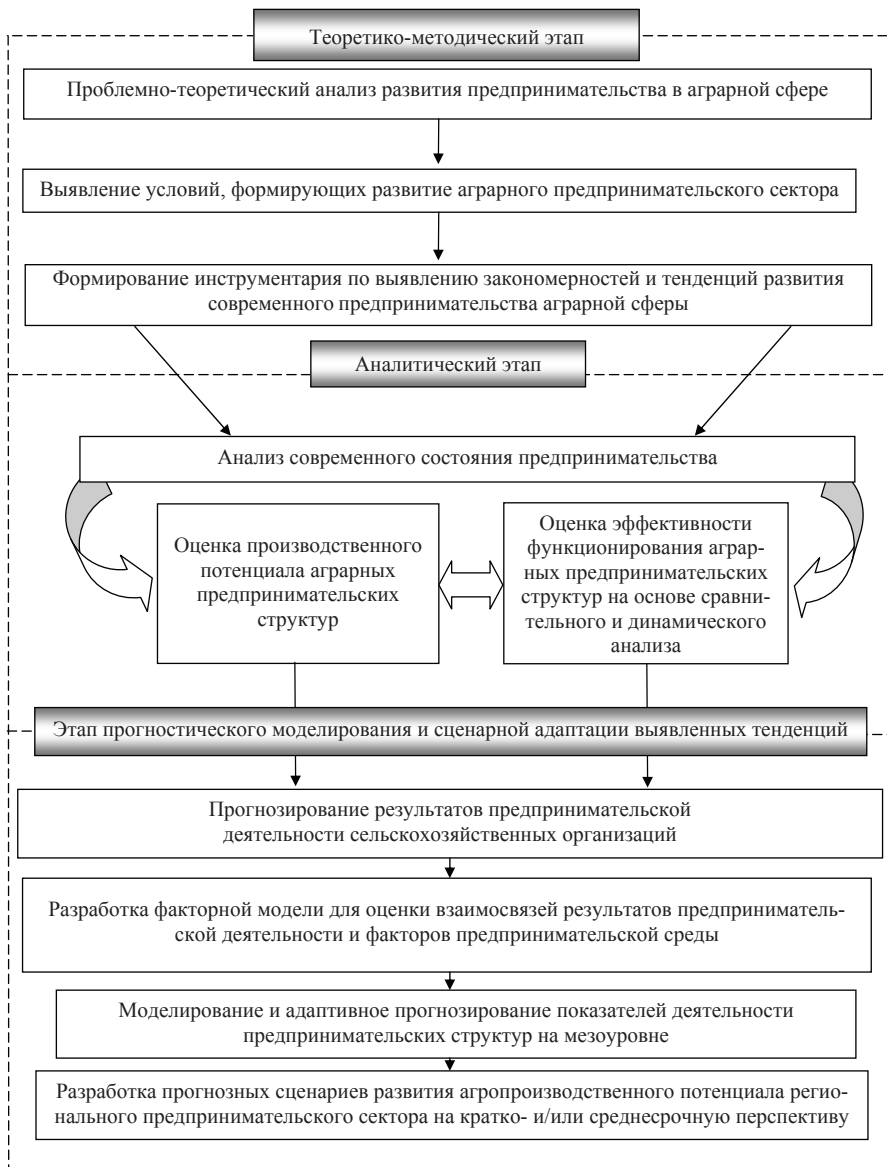 Теоретико-методический этап
Проблемно-теоретический анализ развития предпринимательства в аграрной сфере
Выявление условий, формирующих развитие аграрного предпринимательского сектора
Формирование инструментария по выявлению закономерностей и тенденций развития
современного предпринимательства аграрной сферы
Аналитический этап
Анализ современного состояния предпринимательства
Оценка производственного
потенциала аграрных
предпринимательских
структур
Оценка эффективности
функционирования аграр-
ных предпринимательских
структур на основе сравни-
тельного и динамического
анализа
Этап прогностического моделирования и сценарной адаптации выявленных тенденций
Прогнозирование результатов предпринимательской
деятельности сельскохозяйственных организаций
Разработка факторной модели для оценки взаимосвязей результатов предприниматель-
ской деятельности и факторов предпринимательской среды
Моделирование и адаптивное прогнозирование показателей деятельности
предпринимательских структур на мезоуровне
Разработка прогнозных сценариев развития агропроизводственного потенциала регио-
нального предпринимательского сектора на кратко- и/или среднесрочную перспективу